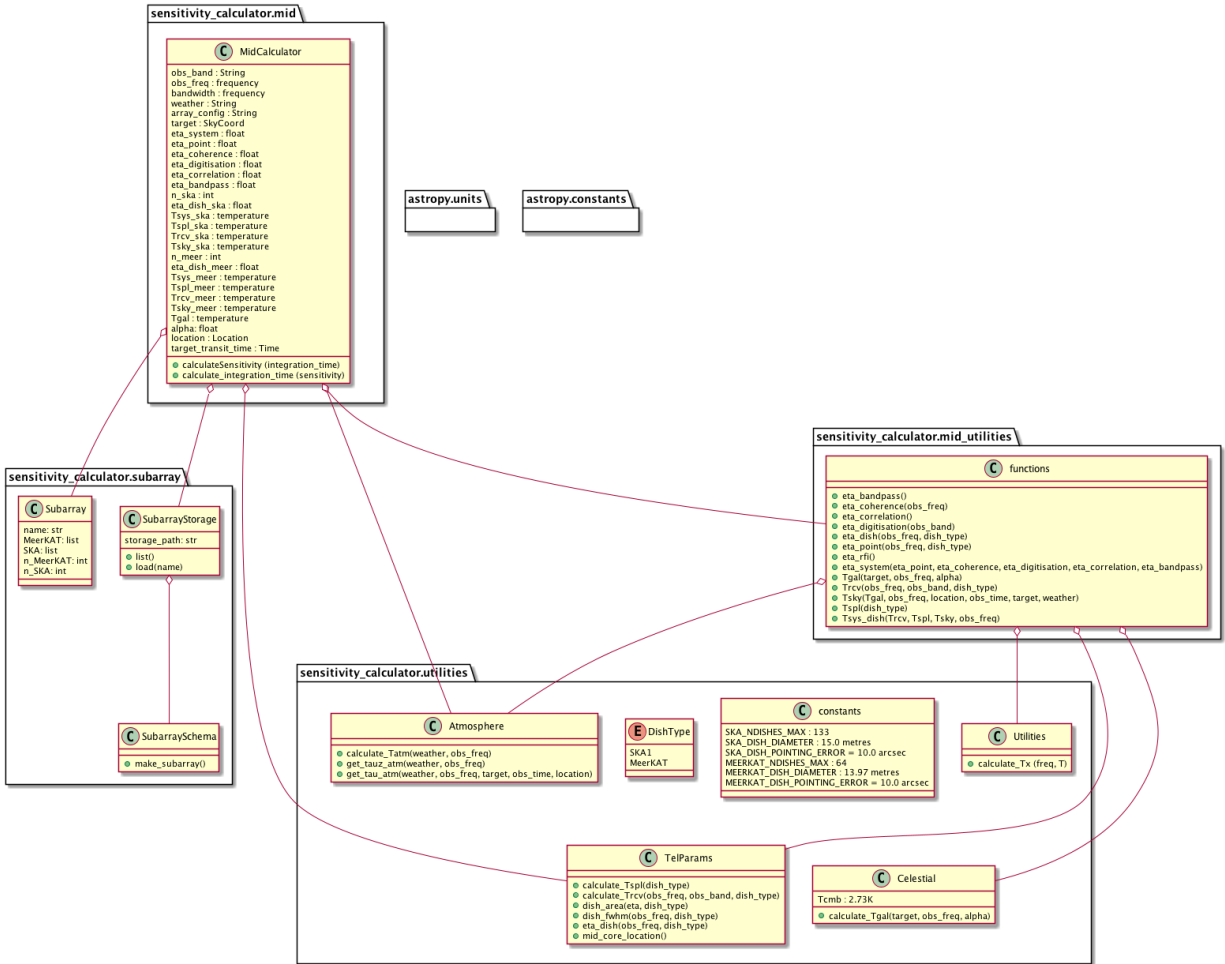 sensitivity_calculator.mid
C MidCalculator
obs_band : String
obs_freq : frequency
bandwidth : frequency
weather : String
array_config : String
target : SkyCoord
eta_system : float
eta_point : float
eta_coherence : float
eta_digitisation : float
eta_correlation : float
eta_bandpass : float
n_ska : int
eta_dish_ska : float
Tsys_ska : temperature
Tspl_ska : temperature
Trcv_ska : temperature
Tsky_ska : temperature
n_meer : int
eta_dish_meer : float
Tsys_meer : temperature
Tspl_meer : temperature
Trcv_meer : temperature
Tsky_meer : temperature
Tgal : temperature
alpha: float
location : Location
target_transit_time : Time
calculateSensitivity (integration_time)
calculate_integration_time (sensitivity)
astropy.units
astropy.constants
sensitivity_calculator.subarray
C Subarray
name: str
MeerKAT: list
SKA: list
n_MeerKAT: int
n_SKA: int
C SubarrayStorage
storage_path: str
list()
load(name)
C SubarraySchema
make_subarray()
sensitivity_calculator.mid_utilities
C functions
eta_bandpass()
eta_coherence(obs_freq)
eta_correlation()
eta_digitisation(obs_band)
eta_dish(obs_freq, dish_type)
eta_point(obs_freq, dish_type)
eta_rfi()
eta_system(eta_point, eta_coherence, eta_digitisation, eta_correlation, eta_bandpass)
Tgal(target, obs_freq, alpha)
Trcv(obs_freq, obs_band, dish_type)
Tsky(Tgal, obs_freq, location, obs_time, target, weather)
Tspl(dish_type)
Tsys_dish(Trcv, Tspl, Tsky, obs_freq)
sensitivity_calculator.utilities
C Atmosphere
calculate_Tatm(weather, obs_freq)
get_tauz_atm(weather, obs_freq)
get_tau_atm(weather, obs_freq, target, obs_time, location)
E DishType
SKA1
MeerKAT
C constants
SKA_NDISHES_MAX : 133
SKA_DISH_DIAMETER : 15.0 metres
SKA_DISH_POINTING_ERROR = 10.0 arcsec
MEERKAT_NDISHES_MAX : 64
MEERKAT_DISH_DIAMETER : 13.97 metres
MEERKAT_DISH_POINTING_ERROR = 10.0 arcsec
C Utilities
calculate_Tx (freq, T)
C TelParams
calculate_Tspl(dish_type)
calculate_Trcv(obs_freq, obs_band, dish_type)
dish_area(eta, dish_type)
dish_fwhm(obs_freq, dish_type)
eta_dish(obs_freq, dish_type)
mid_core_location()
C Celestial
Tcmb : 2.73K
calculate_Tgal(target, obs_freq, alpha)